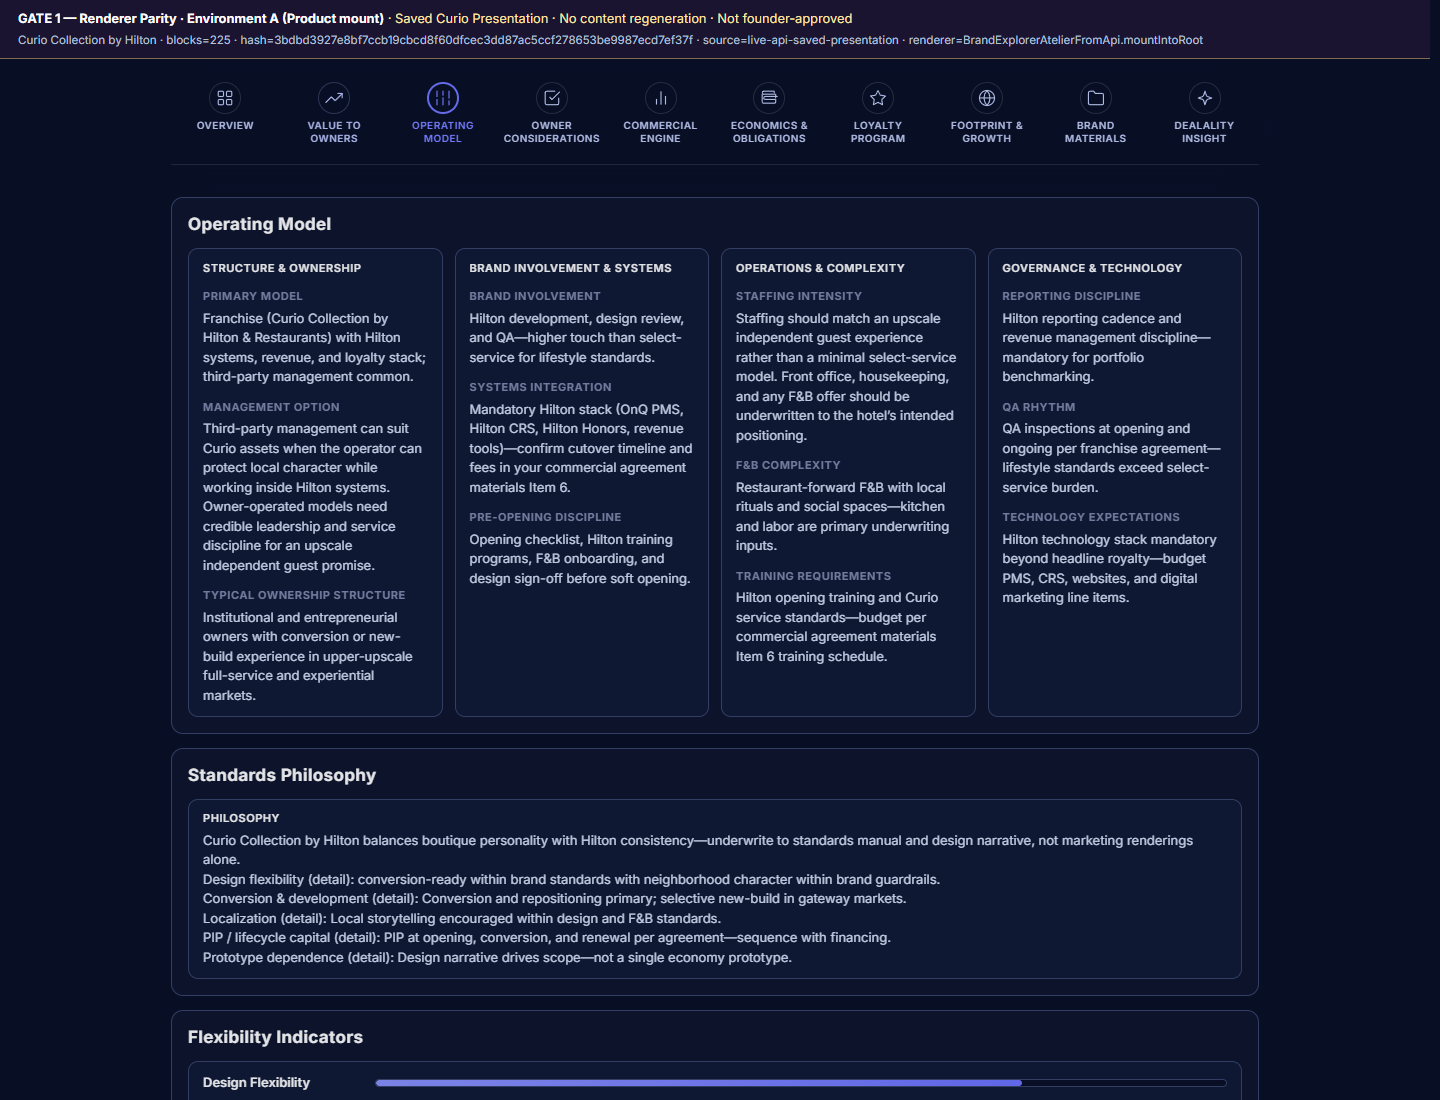 GATE 1 — Renderer Parity · Environment A (Product mount) · Saved Curio Presentation · No content regeneration · Not founder-approved
Curio Collection by Hilton · blocks=225 · hash=3bdbd3927e8bf7ccb19cbcd8f60dfcec3dd87ac5ccf278653be9987ecd7ef37f · source=live-api-saved-presentation · renderer=BrandExplorerAtelierFromApi.mountIntoRoot
OVERVIEW
VALUE TO
OWNERS
OPERATING
MODEL
OWNER
CONSIDERATIONS
COMMERCIAL
ENGINE
ECONOMICS &
OBLIGATIONS
LOYALTY
PROGRAM
FOOTPRINT &
GROWTH
BRAND
MATERIALS
DEALALITY
INSIGHT
Operating Model
STRUCTURE & OWNERSHIP
PRIMARY MODEL
Franchise (Curio Collection by
Hilton & Restaurants) with Hilton
systems, revenue, and loyalty stack;
third-party management common.
MANAGEMENT OPTION
Third-party management can suit
Curio assets when the operator can
protect local character while
working inside Hilton systems.
Owner-operated models need
credible leadership and service
discipline for an upscale
independent guest promise.
TYPICAL OWNERSHIP STRUCTURE
Institutional and entrepreneurial
owners with conversion or new-
build experience in upper-upscale
full-service and experiential
markets.
BRAND INVOLVEMENT & SYSTEMS
BRAND INVOLVEMENT
Hilton development, design review,
and QA—higher touch than select-
service for lifestyle standards.
SYSTEMS INTEGRATION
Mandatory Hilton stack (OnQ PMS,
Hilton CRS, Hilton Honors, revenue
tools)—confirm cutover timeline and
fees in your commercial agreement
materials Item 6.
PRE-OPENING DISCIPLINE
Opening checklist, Hilton training
programs, F&B onboarding, and
design sign-off before soft opening.
OPERATIONS & COMPLEXITY
STAFFING INTENSITY
Staffing should match an upscale
independent guest experience
rather than a minimal select-service
model. Front office, housekeeping,
and any F&B offer should be
underwritten to the hotel's intended
positioning.
F&B COMPLEXITY
Restaurant-forward F&B with local
rituals and social spaces—kitchen
and labor are primary underwriting
inputs.
TRAINING REQUIREMENTS
Hilton opening training and Curio
service standards—budget per
commercial agreement materials
Item 6 training schedule.
GOVERNANCE & TECHNOLOGY
REPORTING DISCIPLINE
Hilton reporting cadence and
revenue management discipline—
mandatory for portfolio
benchmarking.
QA RHYTHM
QA inspections at opening and
ongoing per franchise agreement—
lifestyle standards exceed select-
service burden.
TECHNOLOGY EXPECTATIONS
Hilton technology stack mandatory
beyond headline royalty—budget
PMS, CRS, websites, and digital
marketing line items.
Standards Philosophy
PHILOSOPHY
Curio Collection by Hilton balances boutique personality with Hilton consistency—underwrite to standards manual and design narrative, not marketing renderings
alone.
Design flexibility (detail): conversion-ready within brand standards with neighborhood character within brand guardrails.
Conversion & development (detail): Conversion and repositioning primary; selective new-build in gateway markets.
Localization (detail): Local storytelling encouraged within design and F&B standards.
PIP / lifecycle capital (detail): PIP at opening, conversion, and renewal per agreement—sequence with financing.
Prototype dependence (detail): Design narrative drives scope—not a single economy prototype.
Flexibility Indicators
Design Flexibility